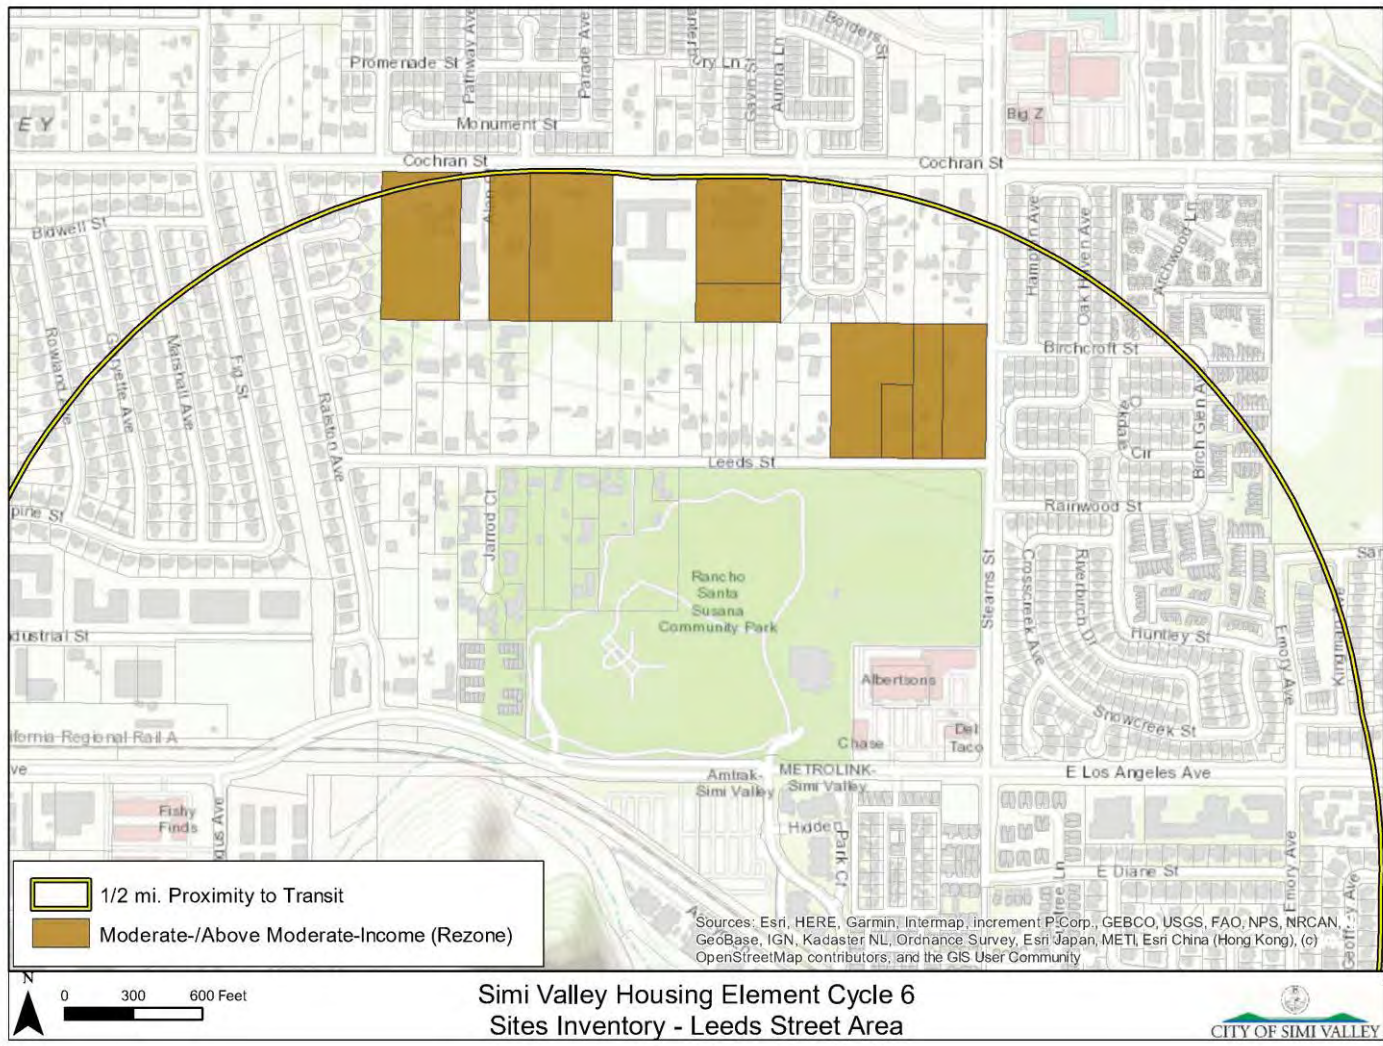 Borders St
Promenade St
Pathway Ave
Parade Ave
Gavin St
Aurora Ln
Big Z
E Y
Monument St
Cochran St
Cochran St
Bidwell St
Hampton Ave
Oak Haven Ave
Archwood Ln
Rowland Ave
Marshall Ave
Fig St
Ralston Ave
Birchcroft St
Oakdale
Cir
Birch Glen Ave
Leeds St
Rainwood St
Jarrod Ct
Stearns St
Crosscreek Ave
Riverbirch Dr
Rancho
Santa
Susana
Community Park
Huntley St
Emory Ave
Albertsons
Snowcreek St
Chase
Del
Taco
Amtrak-
Simi Valley
METROLINK-
Simi Valley
E Los Angeles Ave
Fishy
Finds
Park Ct
E Diane St
Emory Ave
1/2 mi. Proximity to Transit
Moderate-/Above Moderate-Income (Rezone)
Sources: Esri, HERE, Garmin, Intermap, increment P Corp., GEBCO, USGS, FAO, NPS, NRCAN,
GeoBase, IGN, Kadaster NL, Ordnance Survey, Esri Japan, METI, Esri China (Hong Kong), (c)
OpenStreetMap contributors, and the GIS User Community
N
0 300 600 Feet
Simi Valley Housing Element Cycle 6
Sites Inventory - Leeds Street Area
CITY OF SIMI VALLEY